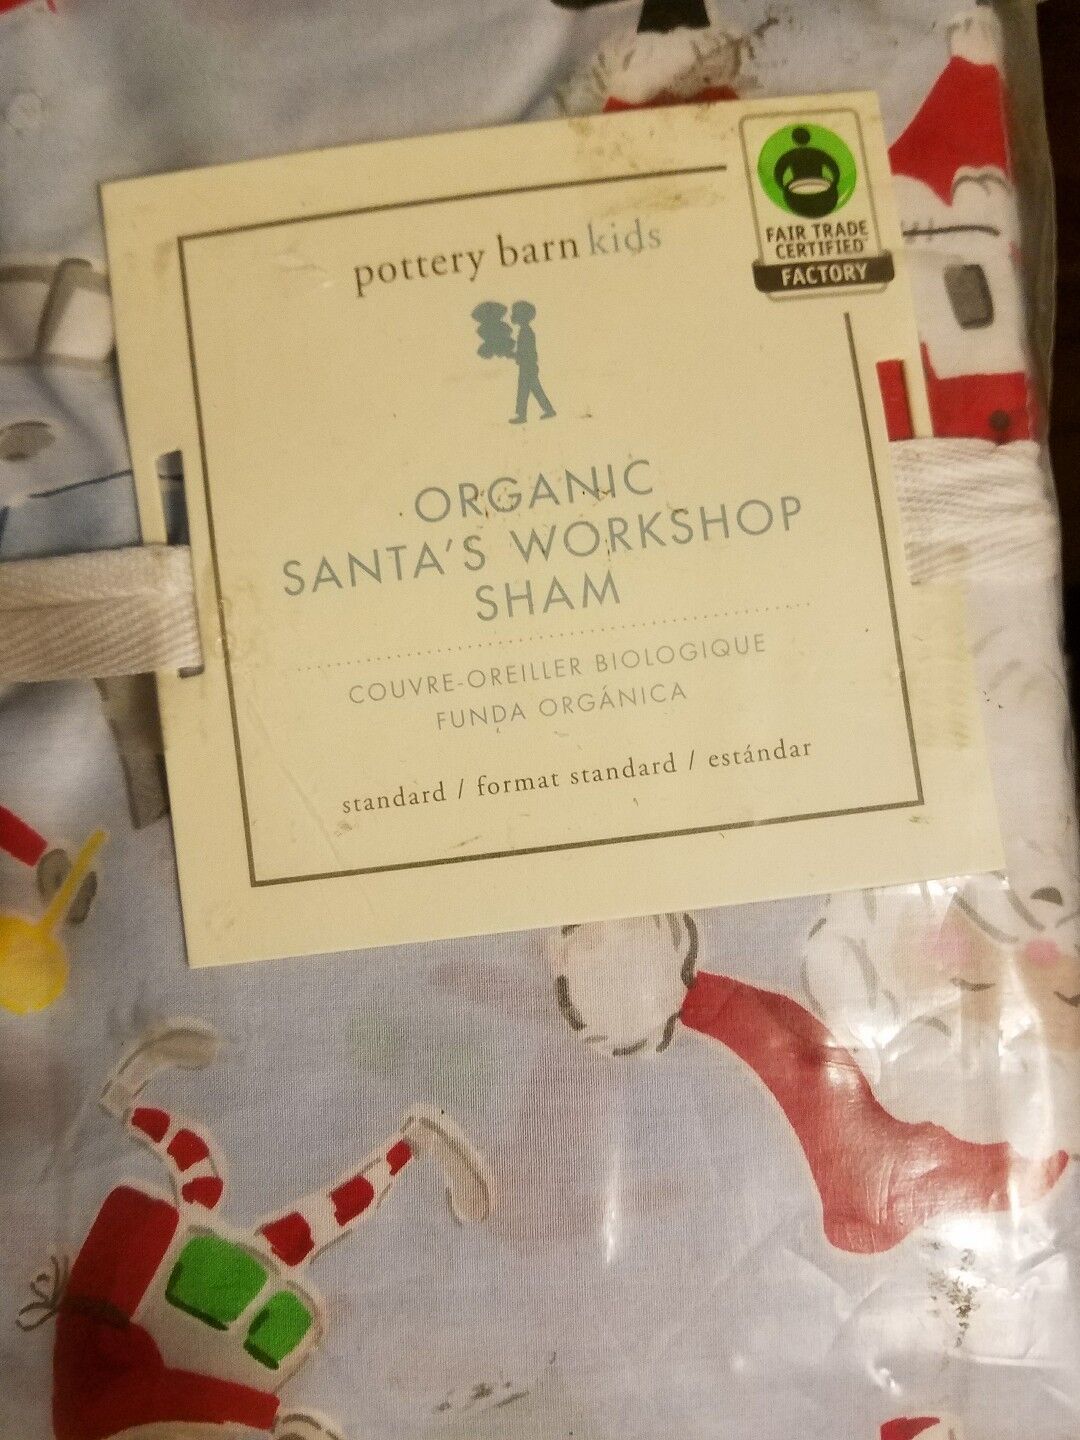 FAIR TRADE
CERTIFIED
FACTORY
pottery barn kids
ORGANIC
SANTA'S WORKSHOP
SHAM
COUVRE-OREILLER BIOLOGIQUE
FUNDA ORGÁNICA
standard / format standard / estándar